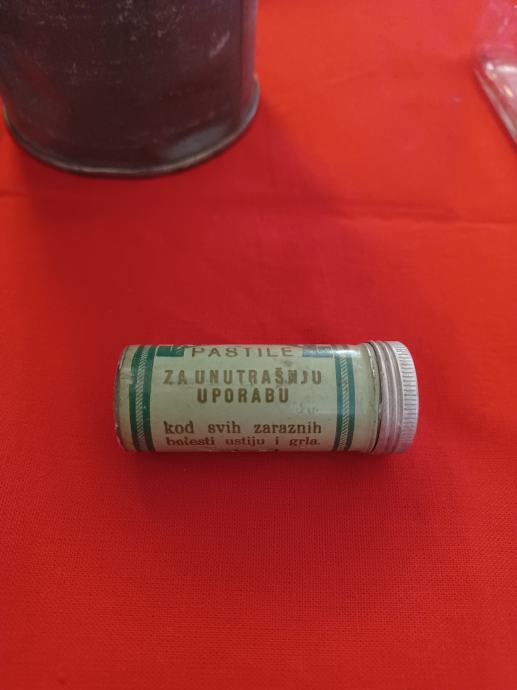 PASTILE
ZA UNUTRAŠNJU
UPORABU
kod svih zaraznih
bolesti ustiju i grla.